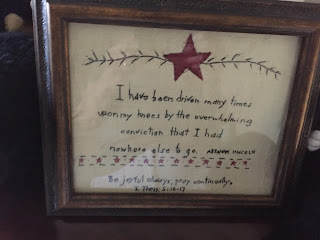 I have been driven many times
upon my knees by the overwhelming
conviction that I had
nowhere else to go. ABRAHAM LINCOLN
Be joyful always, pray continually.
1 Thess. 5:16-17